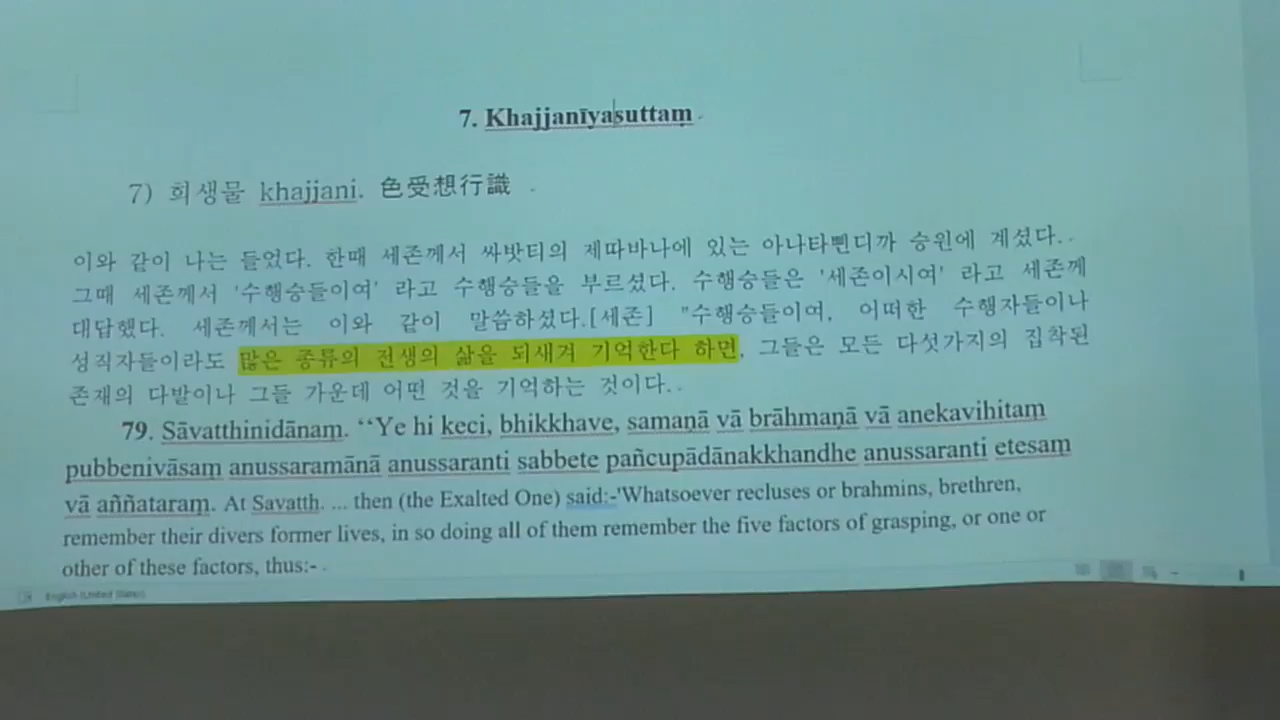 7. Khajjanīyasuttaṃ
7) 희생물 khajjani. 色受想行識
이와 같이 나는 들었다. 한때 세존께서 싸밧티의 제따바나에 있는 아나타삔디까 승원에 계셨다.
그때 세존께서 '수행승들이여' 라고 수행승들을 부르셨다. 수행승들은 '세존이시여' 라고 세존께
대답했다. 세존께서는 이와 같이 말씀하셨다.[세존] "수행승들이여, 어떠한 수행자들이나
성직자들이라도 많은 종류의 전생의 삶을 되새겨 기억한다 하면, 그들은 모든 다섯가지의 집착된
존재의 다발이나 그들 가운데 어떤 것을 기억하는 것이다..
79. Sāvatthinidānaṃ. ‘‘Ye hi keci, bhikkhave, samaṇā vā brāhmaṇā vā anekavihitaṃ
pubbenivāsaṃ anussaramānā anussaranti sabbete pañcupādānakkhandhe anussaranti etesaṃ
vā aññataraṃ. At Savatth. ... then (the Exalted One) said:-'Whatsoever recluses or brahmins, brethren,
remember their divers former lives, in so doing all of them remember the five factors of grasping, or one or
other of these factors, thus:-
English (United States)